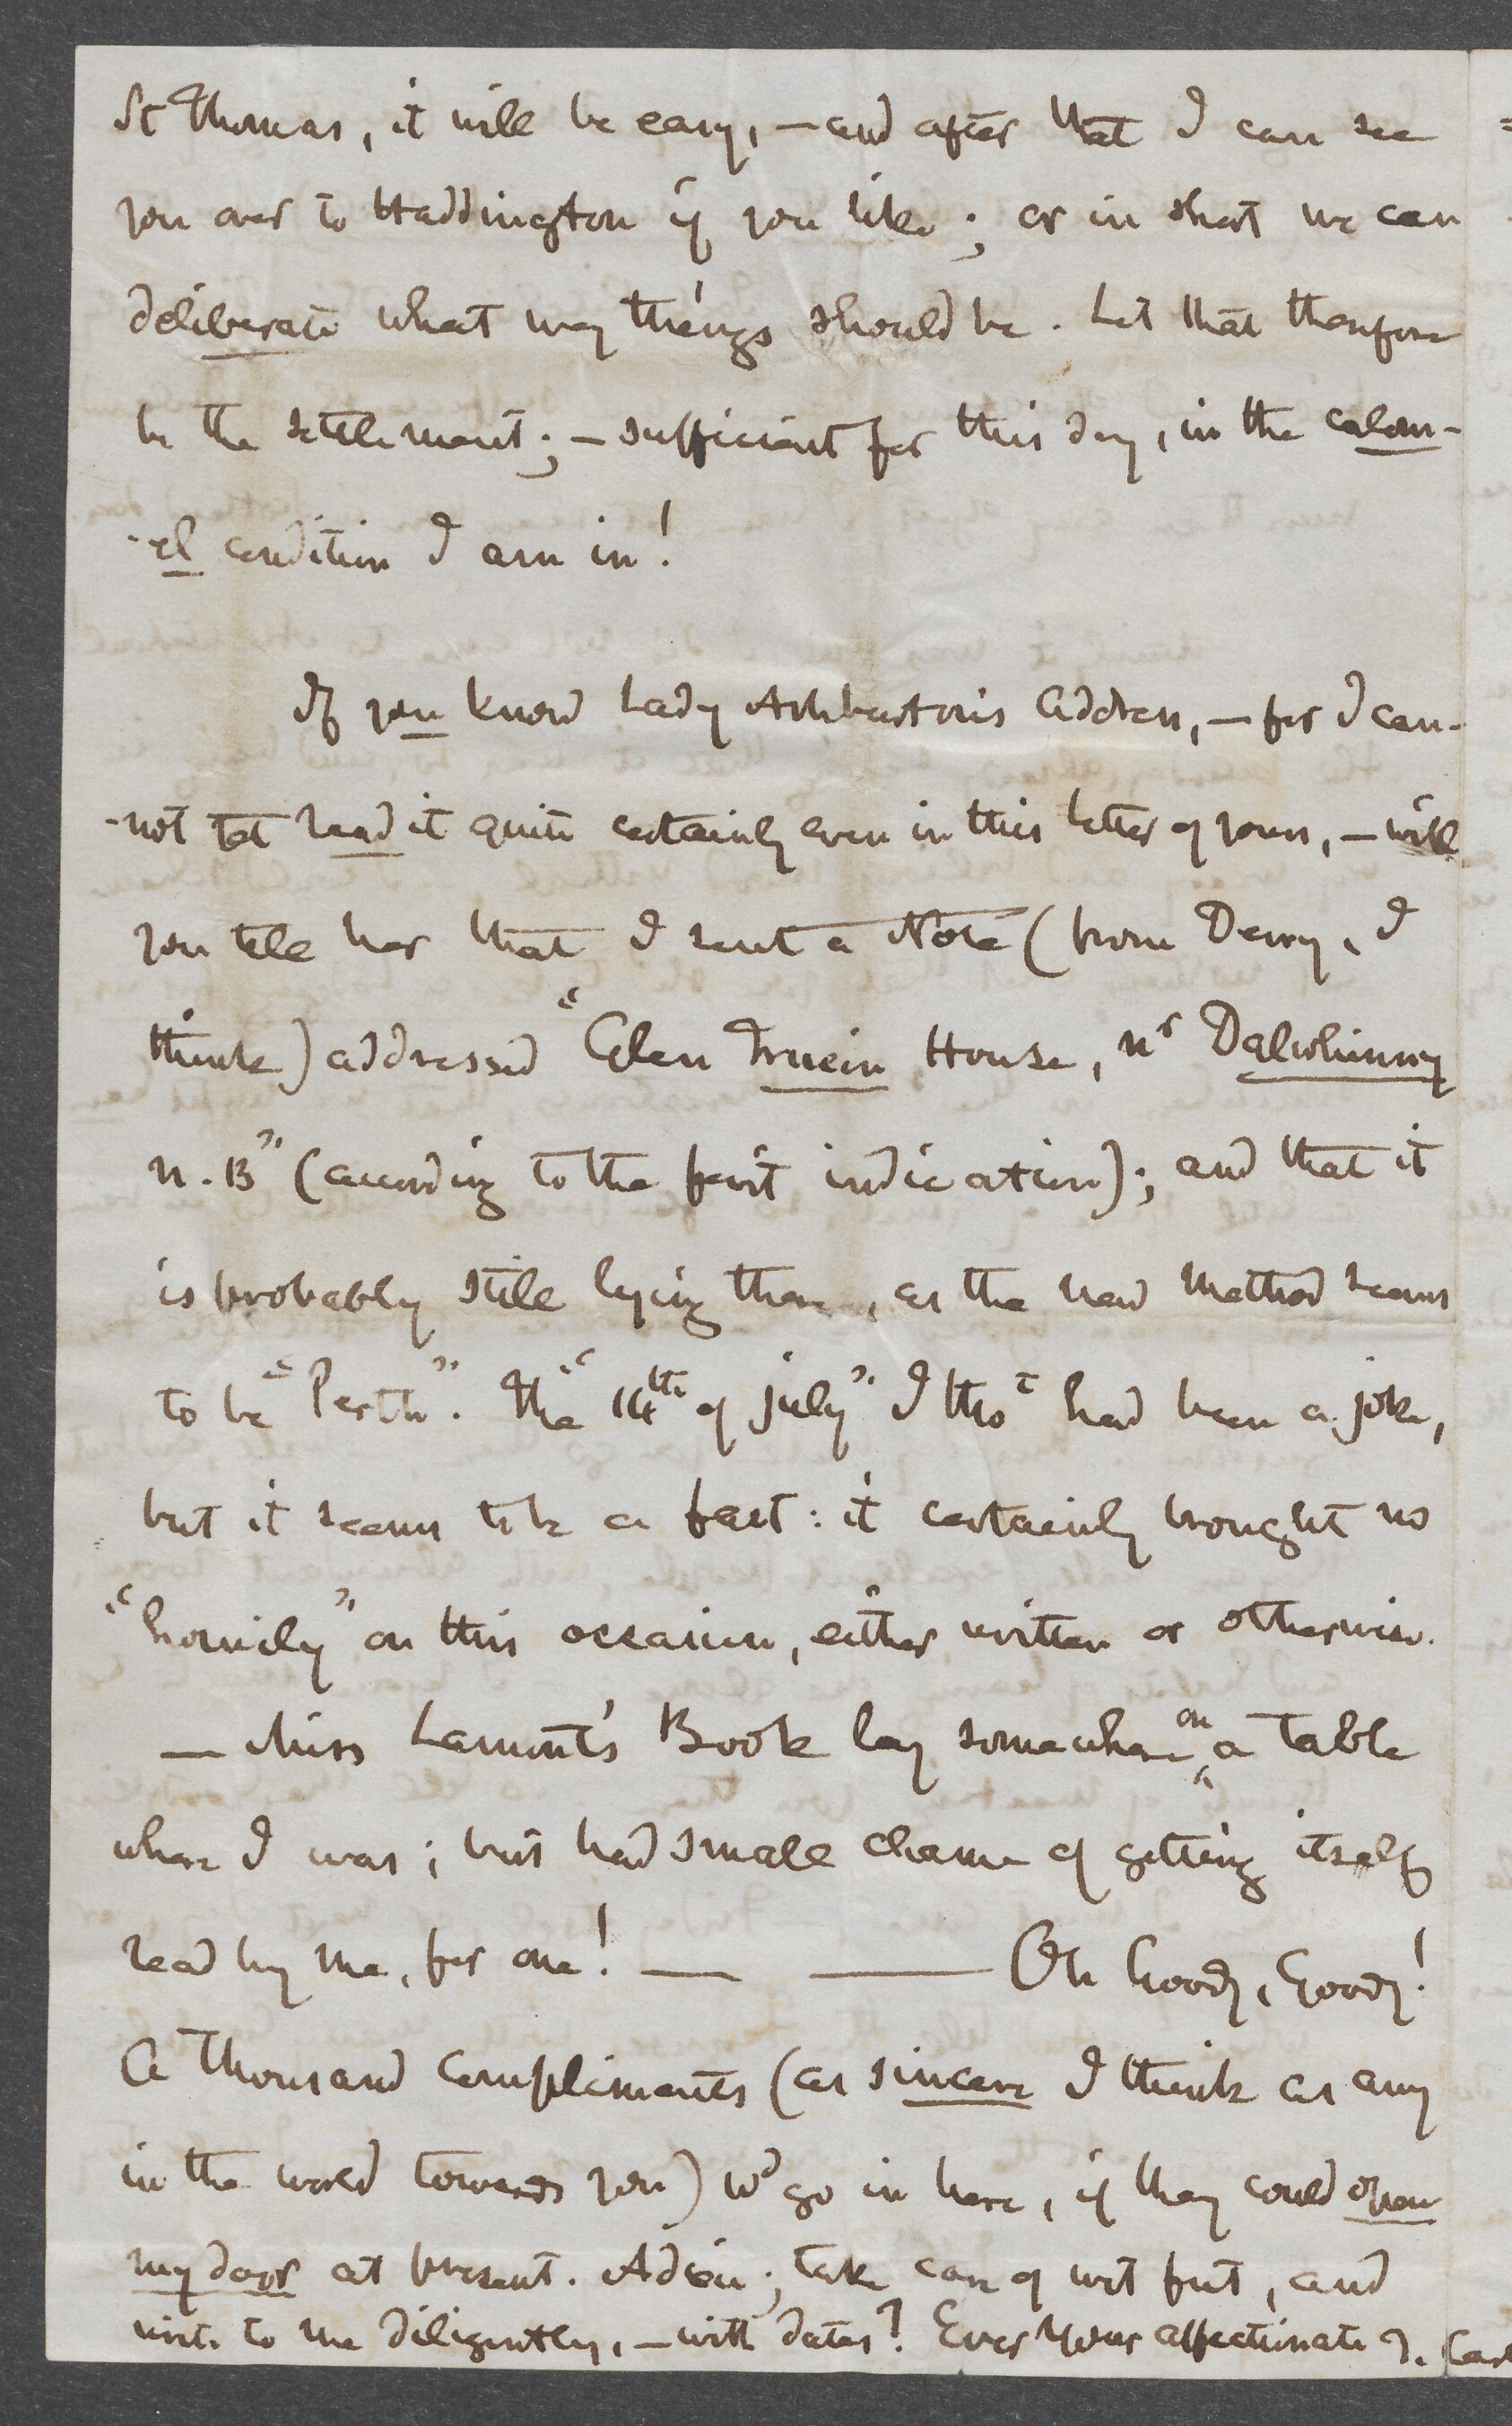 St Thomas, it will be easy, — and after that I can see
you over to Haddington if you like; or in short we can
deliberate what way things should be. Let that therefore
be the settlement; — sufficient for this day, in the calom-
-el condition I am in!
If you know Lady Ashburton's address, — for I can-
-not read it quite certainly even in this letter of yours, — will
you tell her that I sent a Note (from Derry, I
think) addressed "Glen Truein House, nr Dalwhinny
N.B" (according to the first indication); and that it
is probably still lying there, as the new method seems
to be "Perth". The "14th of July" I thot had been a joke,
but it seems to be a fact: it certainly brought no
"homily" on this occasion, either written or otherwise.
— Miss Lamont's Book lay somewhere on a table
where I was; but had small chance of getting itself
read by me, for one! — — Oh Goody, Goody!
A thousand compliments (as sincere I think as any
in the world towards you) wd go in here, if they could open
my door at present. Adieu; take care of wet feet, and
write to me diligently, — with dates! Ever Your affectionate T. Carl